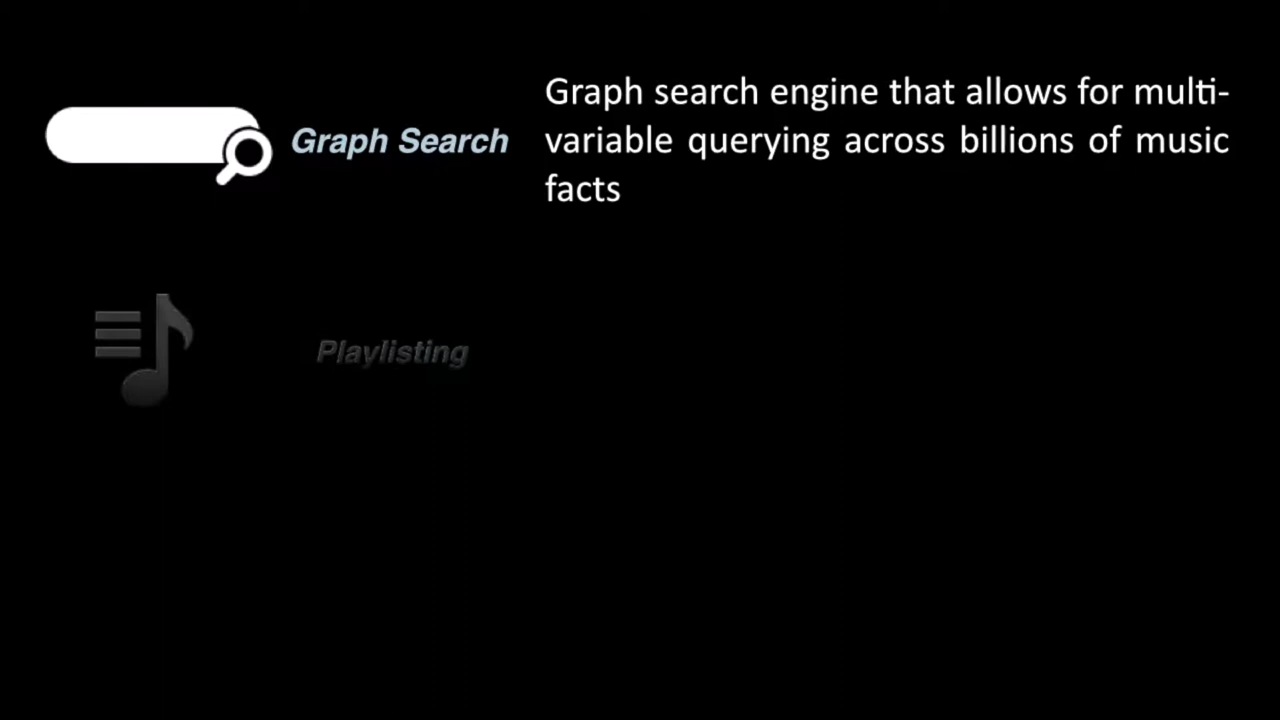 Graph Search
Graph search engine that allows for multi-
variable querying across billions of music
facts
Playlisting